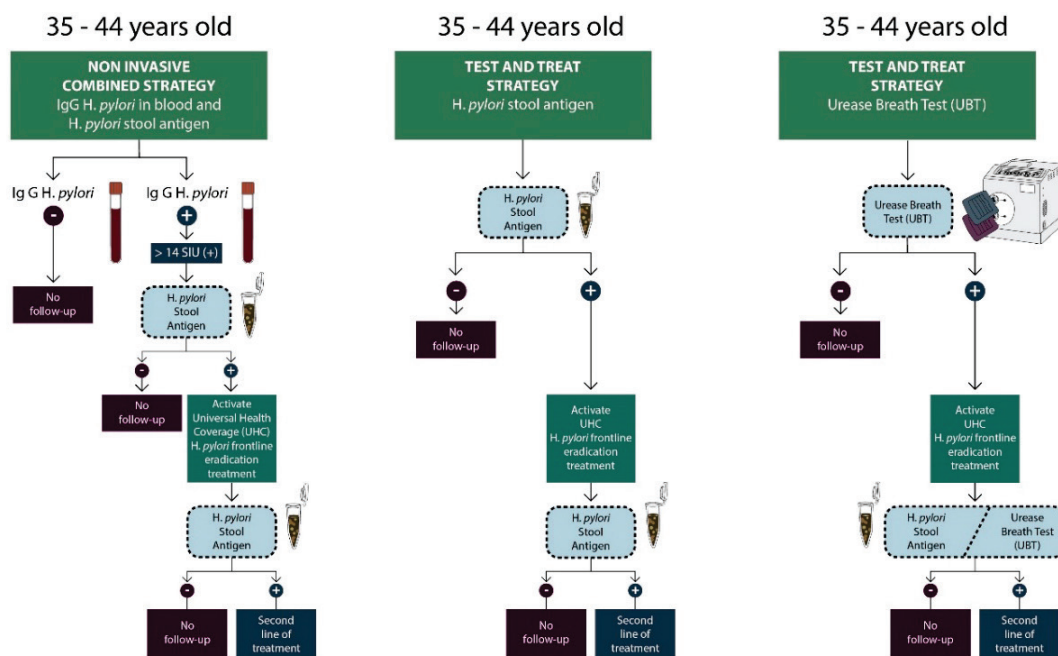 35 - 44 years old
NON INVASIVE
COMBINED STRATEGY
IgG H. pylori in blood and
H. pylori stool antigen
Ig G H. pylori
-
Ig G H. pylori
+
> 14 SIU (+)
No
follow-up
H. pylori
Stool
Antigen
-
+
No
follow-up
Activate
Universal Health
Coverage (UHC)
H. pylori frontline
eradication
treatment
H. pylori
Stool
Antigen
-
+
No
follow-up
Second
line of
treatment
35 - 44 years old
TEST AND TREAT
STRATEGY
H. pylori stool antigen
H. pylori
Stool
Antigen
-
+
No
follow-up
Activate
UHC
H. pylori frontline
eradication
treatment
H. pylori
Stool
Antigen
-
+
No
follow-up
Second
line of
treatment
35 - 44 years old
TEST AND TREAT
STRATEGY
Urease Breath Test (UBT)
Urease Breath
Test (UBT)
-
+
No
follow-up
Activate
UHC
H. pylori frontline
eradication
treatment
H. pylori
Stool
Antigen
Urease
Breath Test
(UBT)
-
+
No
follow-up
Second
line of
treatment